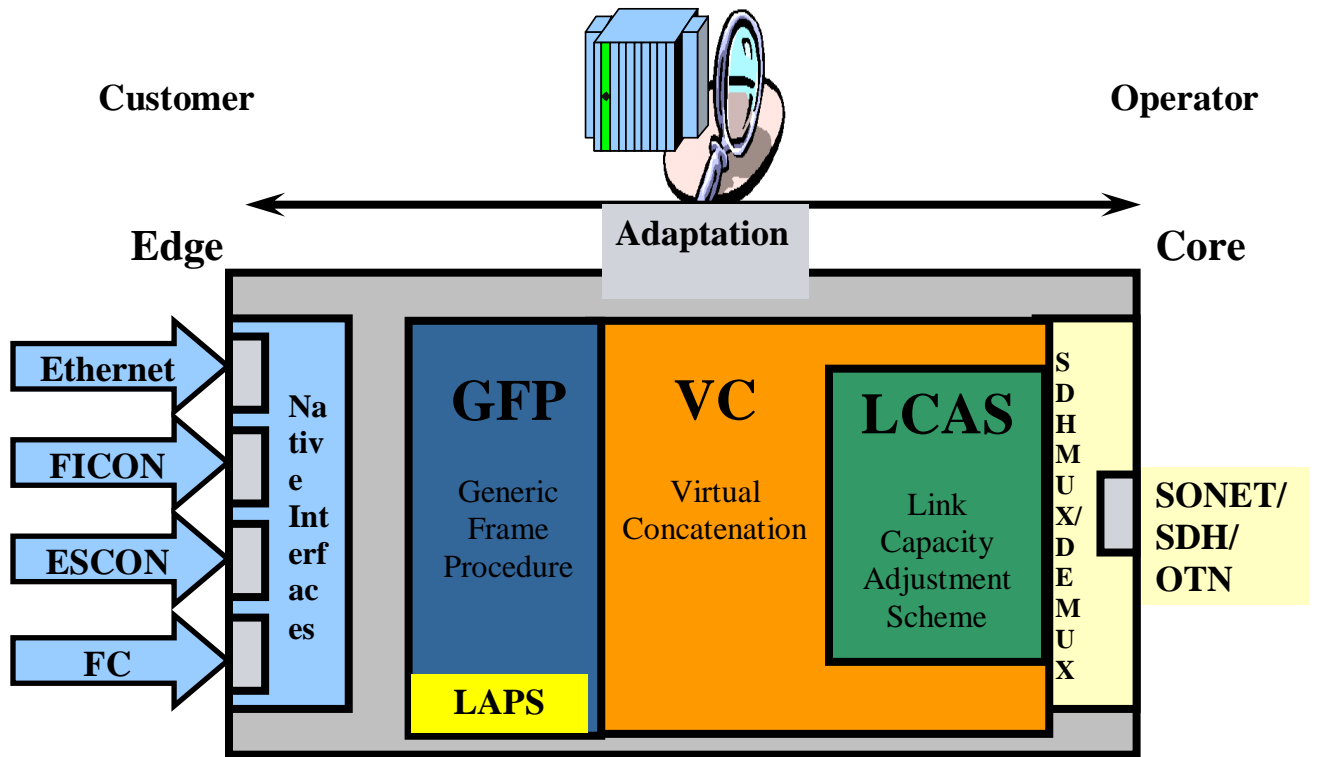 Customer
Operator
Adaptation
Edge
Core
Ethernet
FICON
ESCON
FC
Na
tiv
e
Int
erf
ac
es
GFP
Generic
Frame
Procedure
LAPS
VC
Virtual
Concatenation
LCAS
Link
Capacity
Adjustment
Scheme
S
D
H
M
U
X/
D
E
M
U
X
SONET/
SDH/
OTN